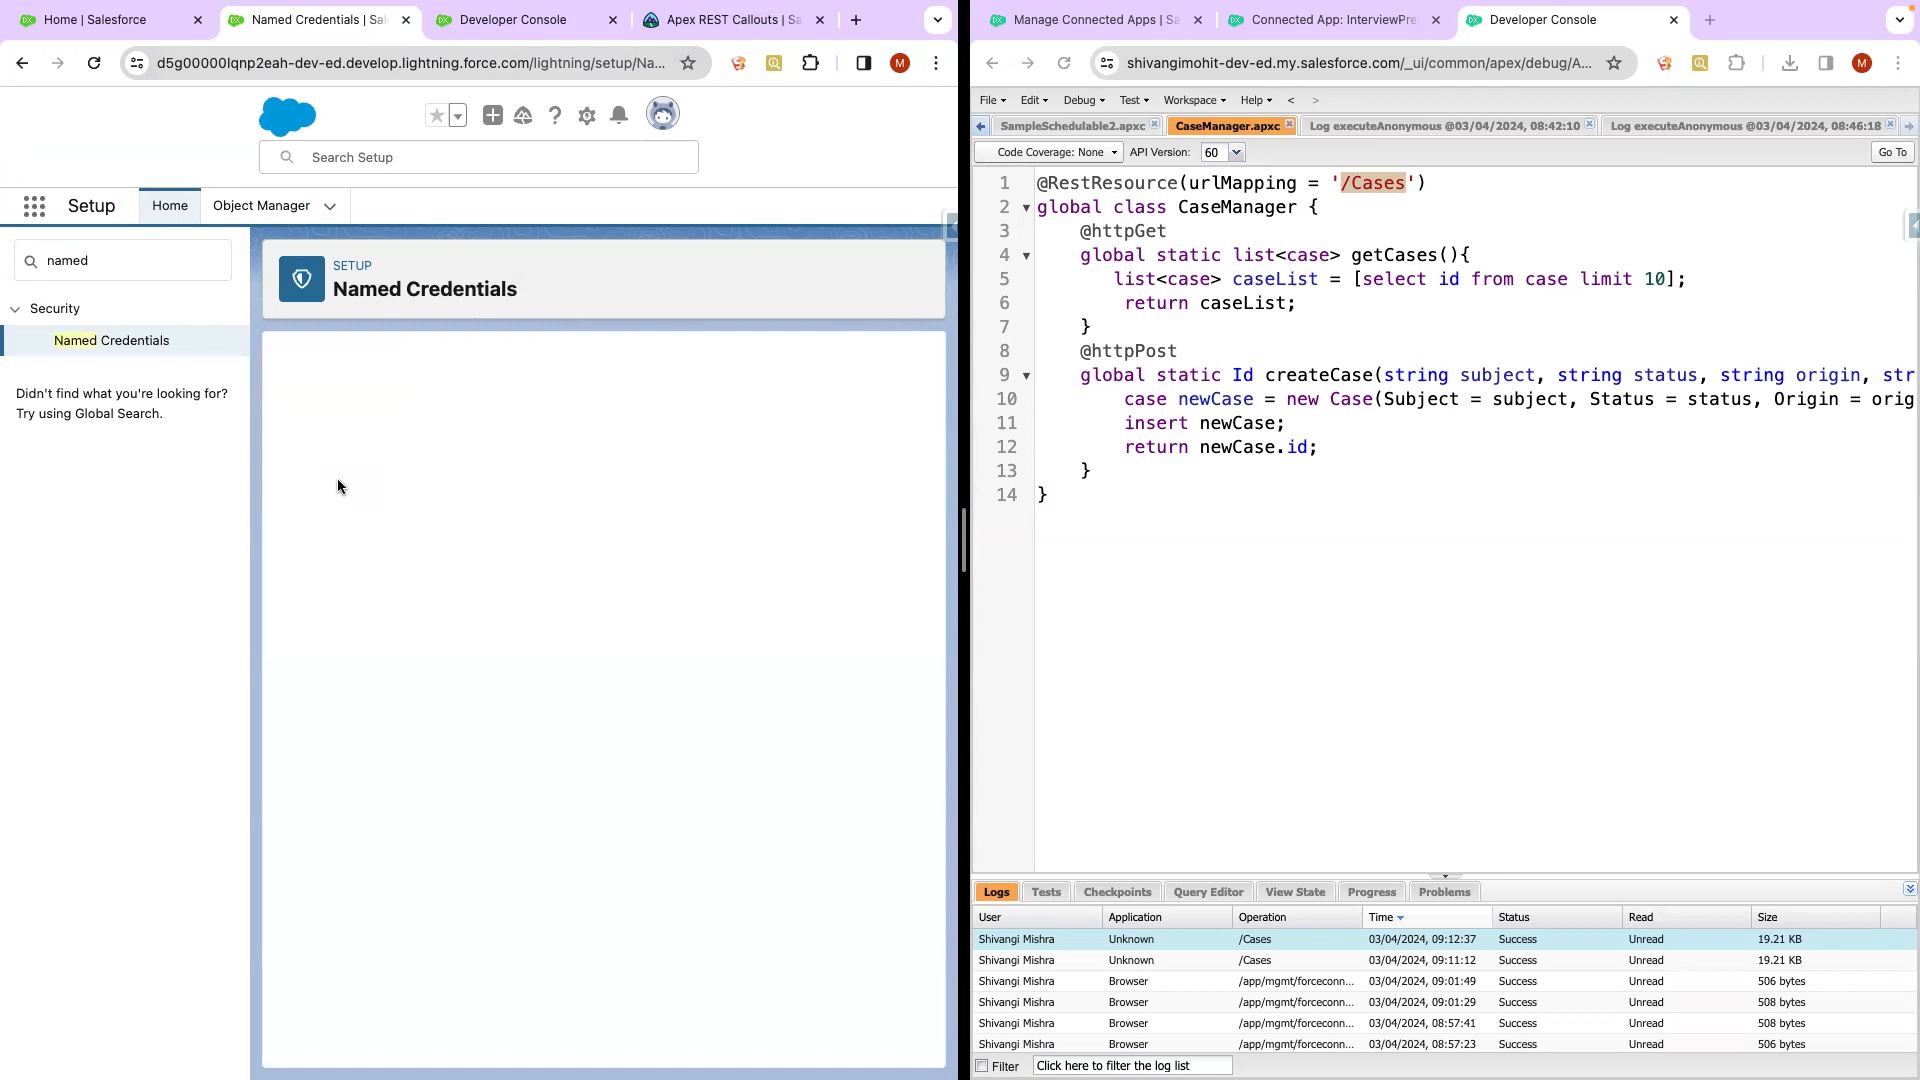 Home | Salesforce
Named Credentials | Sal
Developer Console
Apex REST Callouts | Sa
d5g00000lqnp2eah-dev-ed.develop.lightning.force.com/lightning/setup/Na...
M
Search Setup
Setup
Home
Object Manager
named
Security
Named Credentials
Didn't find what you're looking for?
Try using Global Search.
SETUP
Named Credentials
Manage Connected Apps | Sa
Connected App: InterviewPre
Developer Console
shivangimohit-dev-ed.my.salesforce.com/_ui/common/apex/debug/A...
M
File Edit Debug Test Workspace Help < >
SampleSchedulable2.apxc
CaseManager.apxc
Log executeAnonymous @03/04/2024, 08:42:10
Log executeAnonymous @03/04/2024, 08:46:18
Code Coverage: None API Version: 60 Go To
1 @RestResource(urlMapping = '/Cases')
2 global class CaseManager {
3 @httpGet
4 global static list<case> getCases(){
5 list<case> caseList = [select id from case limit 10];
6 return caseList;
7 }
8 @httpPost
9 global static Id createCase(string subject, string status, string origin, str
10 case newCase = new Case(Subject = subject, Status = status, Origin = orig
11 insert newCase;
12 return newCase.id;
13 }
14 }
Logs Tests Checkpoints Query Editor View State Progress Problems
User Application Operation Time Status Read Size
Shivangi Mishra Unknown /Cases 03/04/2024, 09:12:37 Success Unread 19.21 KB
Shivangi Mishra Unknown /Cases 03/04/2024, 09:11:12 Success Unread 19.21 KB
Shivangi Mishra Browser /app/mgmt/forceconn... 03/04/2024, 09:01:49 Success Unread 506 bytes
Shivangi Mishra Browser /app/mgmt/forceconn... 03/04/2024, 09:01:29 Success Unread 508 bytes
Shivangi Mishra Browser /app/mgmt/forceconn... 03/04/2024, 08:57:41 Success Unread 508 bytes
Shivangi Mishra Browser /app/mgmt/forceconn... 03/04/2024, 08:57:23 Success Unread 506 bytes
Filter Click here to filter the log list